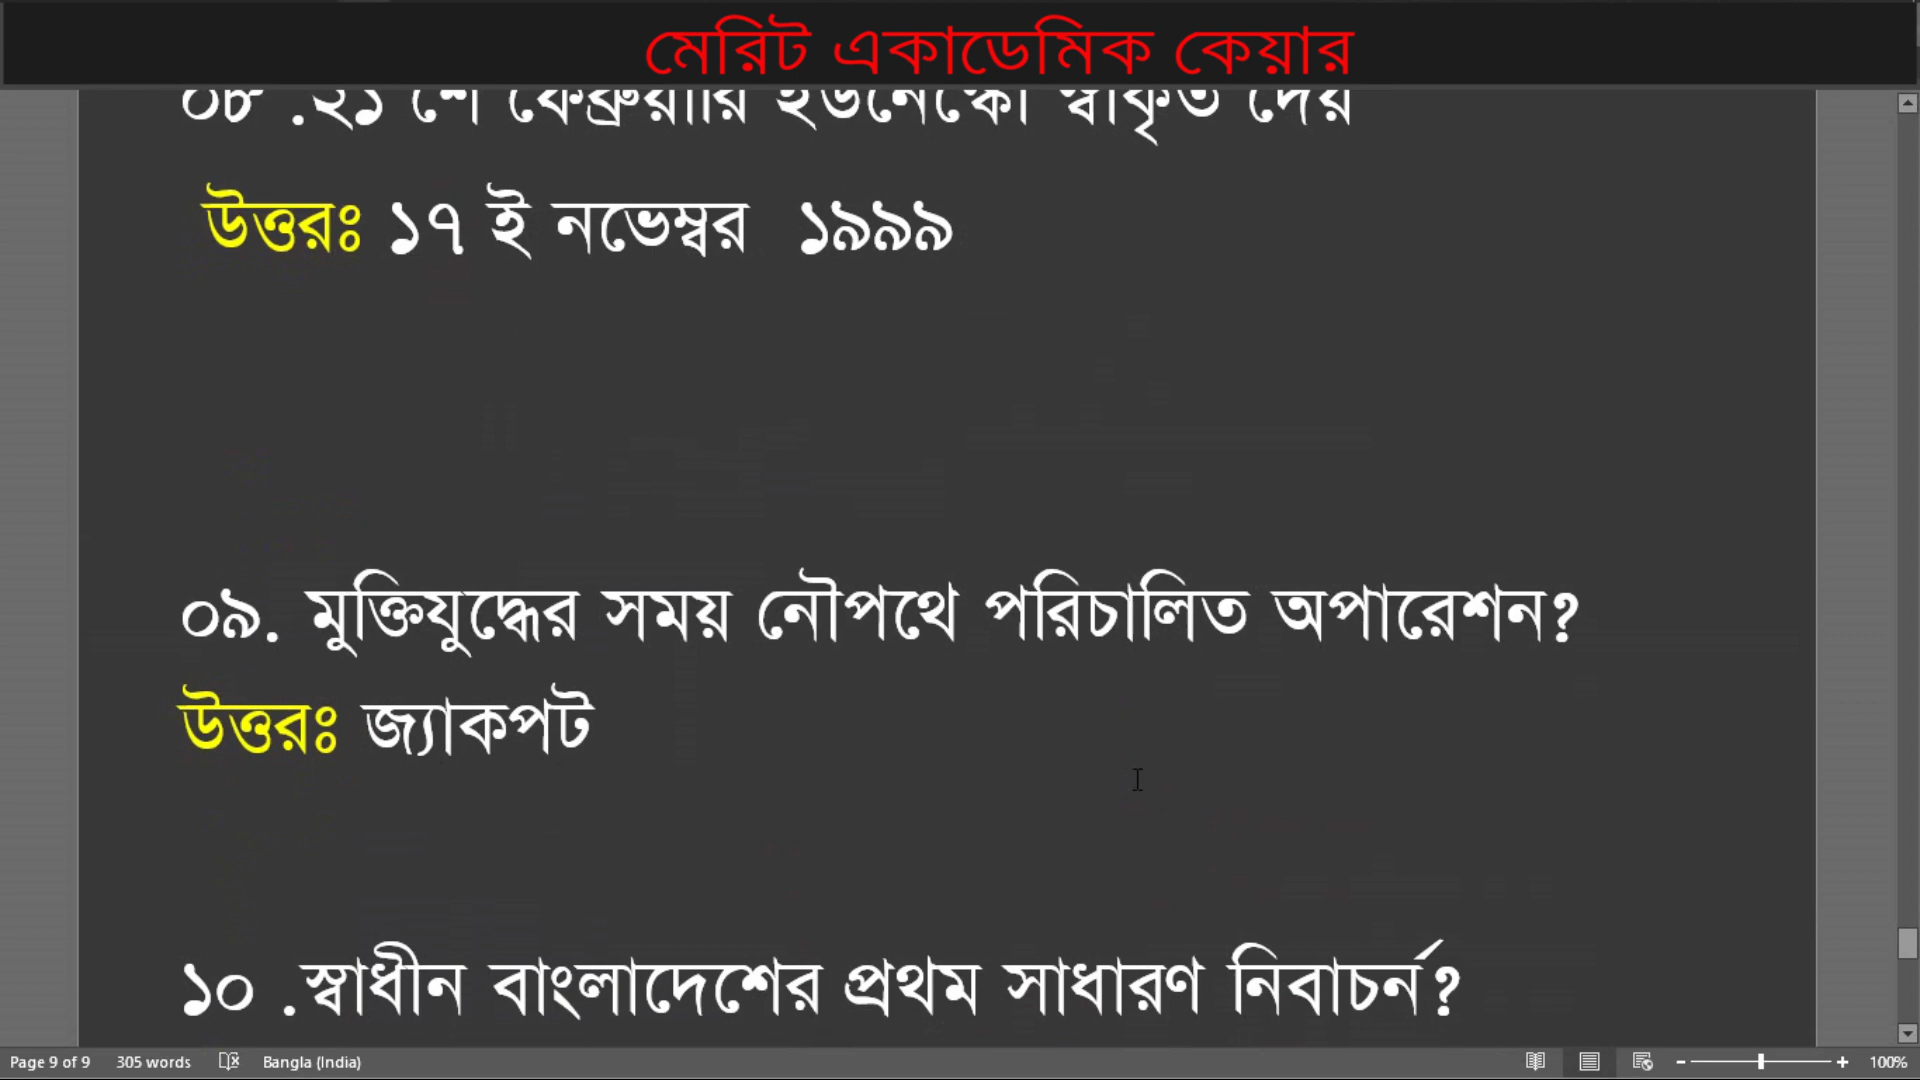 মেরিট একাডেমিক কেয়ার
০৮ .২১ শে ফেব্রুয়ারি ইউনেস্কো স্বীকৃত দেয়
উত্তরঃ ১৭ ই নভেম্বর ১৯৯৯
০৯. মুক্তিযুদ্ধের সময় নৌপথে পরিচালিত অপারেশন?
উত্তরঃ জ্যাকপট
১০ .স্বাধীন বাংলাদেশের প্রথম সাধারণ নিবাচর্ন?
Page 9 of 9 305 words Bangla (India) 100%